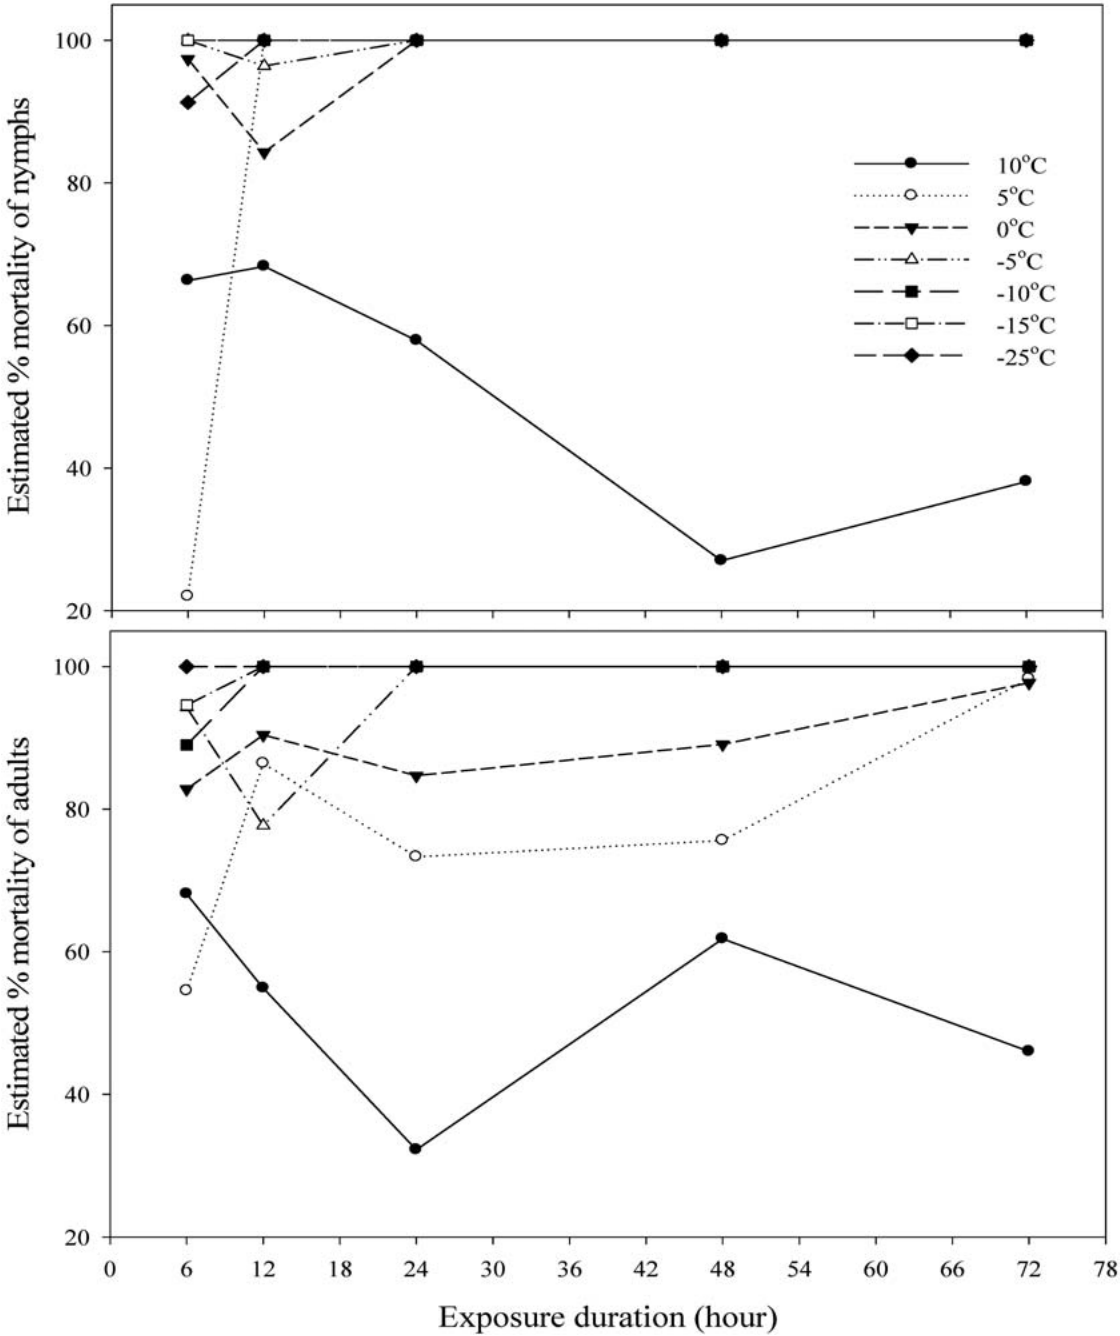 Estimated % mortality of nymphs
100
80
60
40
20
10°C
5°C
0°C
-5°C
-10°C
-15°C
-25°C
Estimated % mortality of adults
100
80
60
40
20
0 6 12 18 24 30 36 42 48 54 60 66 72 78
Exposure duration (hour)